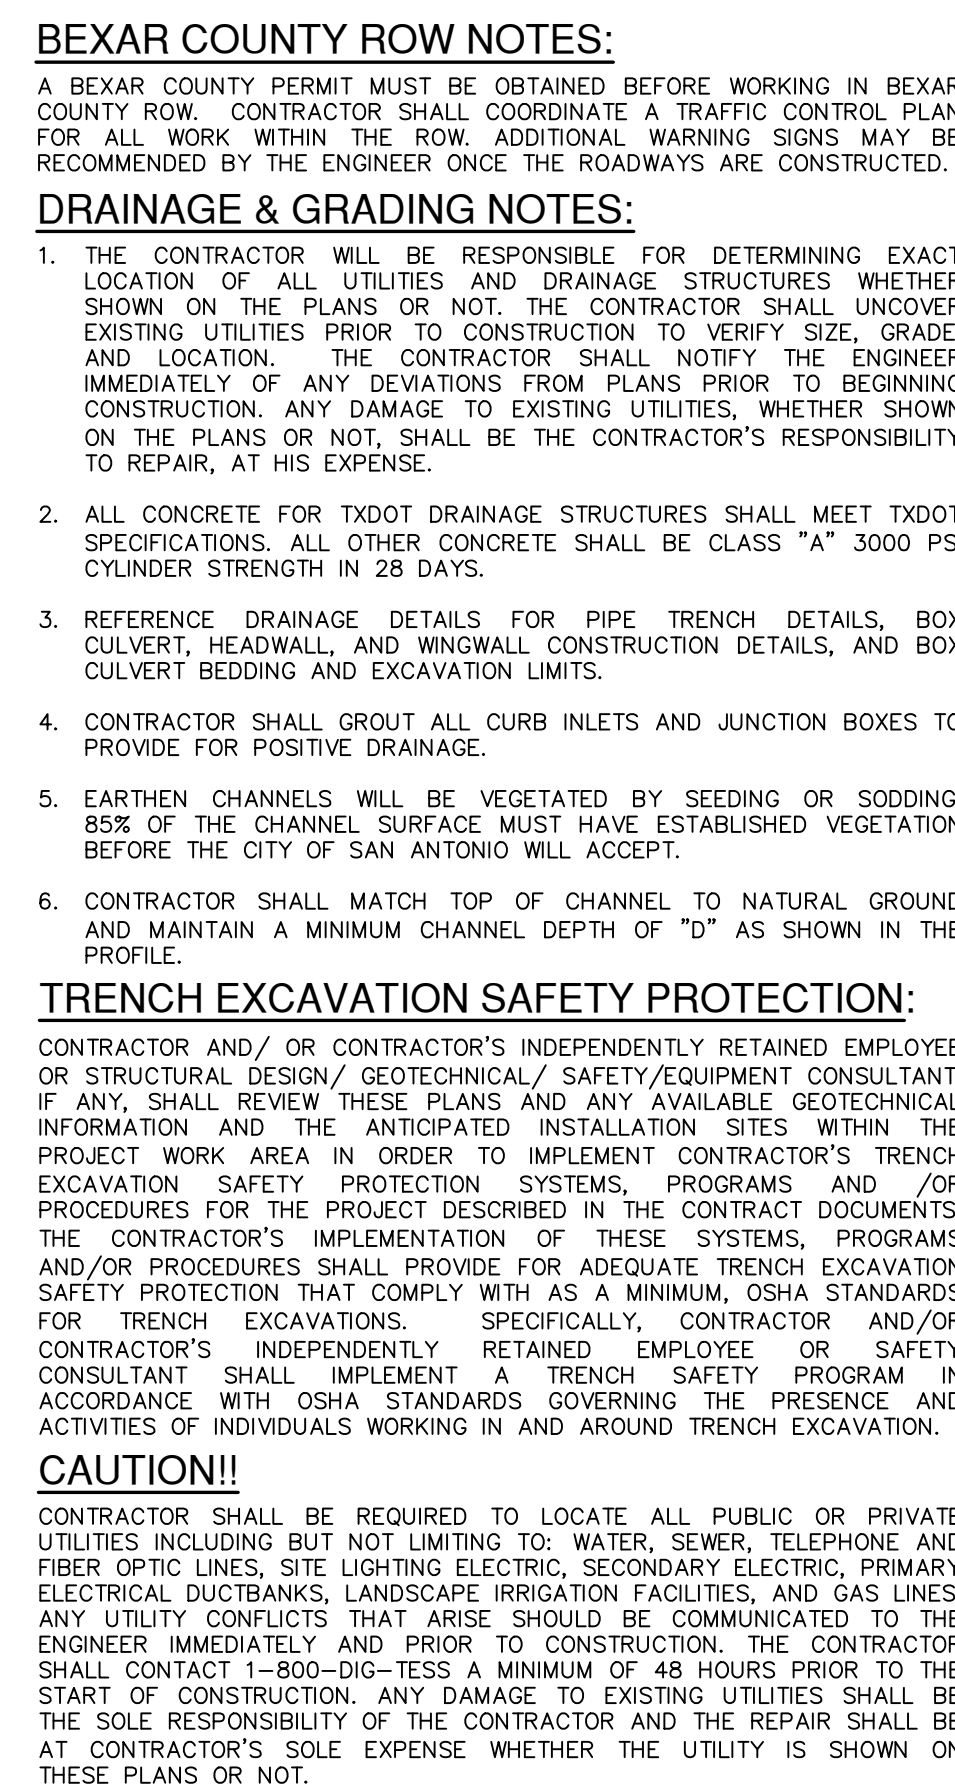 BEXAR COUNTY ROW NOTES:
A BEXAR COUNTY PERMIT MUST BE OBTAINED BEFORE WORKING IN BEXAR
COUNTY ROW. CONTRACTOR SHALL COORDINATE A TRAFFIC CONTROL PLAN
FOR ALL WORK WITHIN THE ROW. ADDITIONAL WARNING SIGNS MAY BE
RECOMMENDED BY THE ENGINEER ONCE THE ROADWAYS ARE CONSTRUCTED.
DRAINAGE & GRADING NOTES:
1. THE CONTRACTOR WILL BE RESPONSIBLE FOR DETERMINING EXACT
LOCATION OF ALL UTILITIES AND DRAINAGE STRUCTURES WHETHER
SHOWN ON THE PLANS OR NOT. THE CONTRACTOR SHALL UNCOVER
EXISTING UTILITIES PRIOR TO CONSTRUCTION TO VERIFY SIZE, GRADE
AND LOCATION. THE CONTRACTOR SHALL NOTIFY THE ENGINEER
IMMEDIATELY OF ANY DEVIATIONS FROM PLANS PRIOR TO BEGINNING
CONSTRUCTION. ANY DAMAGE TO EXISTING UTILITIES, WHETHER SHOWN
ON THE PLANS OR NOT, SHALL BE THE CONTRACTOR'S RESPONSIBILITY
TO REPAIR, AT HIS EXPENSE.
2. ALL CONCRETE FOR TXDOT DRAINAGE STRUCTURES SHALL MEET TXDOT
SPECIFICATIONS. ALL OTHER CONCRETE SHALL BE CLASS "A" 3000 PSI
CYLINDER STRENGTH IN 28 DAYS.
3. REFERENCE DRAINAGE DETAILS FOR PIPE TRENCH DETAILS, BOX
CULVERT, HEADWALL, AND WINGWALL CONSTRUCTION DETAILS, AND BOX
CULVERT BEDDING AND EXCAVATION LIMITS.
4. CONTRACTOR SHALL GROUT ALL CURB INLETS AND JUNCTION BOXES TO
PROVIDE FOR POSITIVE DRAINAGE.
5. EARTHEN CHANNELS WILL BE VEGETATED BY SEEDING OR SODDING
85% OF THE CHANNEL SURFACE MUST HAVE ESTABLISHED VEGETATION
BEFORE THE CITY OF SAN ANTONIO WILL ACCEPT.
6. CONTRACTOR SHALL MATCH TOP OF CHANNEL TO NATURAL GROUND
AND MAINTAIN A MINIMUM CHANNEL DEPTH OF "D" AS SHOWN IN THE
PROFILE.
TRENCH EXCAVATION SAFETY PROTECTION:
CONTRACTOR AND/ OR CONTRACTOR'S INDEPENDENTLY RETAINED EMPLOYEE
OR STRUCTURAL DESIGN/ GEOTECHNICAL/ SAFETY/EQUIPMENT CONSULTANT
IF ANY, SHALL REVIEW THESE PLANS AND ANY AVAILABLE GEOTECHNICAL
INFORMATION AND THE ANTICIPATED INSTALLATION SITES WITHIN THE
PROJECT WORK AREA IN ORDER TO IMPLEMENT CONTRACTOR'S TRENCH
EXCAVATION SAFETY PROTECTION SYSTEMS, PROGRAMS AND /OR
PROCEDURES FOR THE PROJECT DESCRIBED IN THE CONTRACT DOCUMENTS
THE CONTRACTOR'S IMPLEMENTATION OF THESE SYSTEMS, PROGRAMS
AND/OR PROCEDURES SHALL PROVIDE FOR ADEQUATE TRENCH EXCAVATION
SAFETY PROTECTION THAT COMPLY WITH AS A MINIMUM, OSHA STANDARDS
FOR TRENCH EXCAVATIONS. SPECIFICALLY, CONTRACTOR AND/OR
CONTRACTOR'S INDEPENDENTLY RETAINED EMPLOYEE OR SAFETY
CONSULTANT SHALL IMPLEMENT A TRENCH SAFETY PROGRAM IN
ACCORDANCE WITH OSHA STANDARDS GOVERNING THE PRESENCE AND
ACTIVITIES OF INDIVIDUALS WORKING IN AND AROUND TRENCH EXCAVATION.
CAUTION!!
CONTRACTOR SHALL BE REQUIRED TO LOCATE ALL PUBLIC OR PRIVATE
UTILITIES INCLUDING BUT NOT LIMITING TO: WATER, SEWER, TELEPHONE AND
FIBER OPTIC LINES, SITE LIGHTING ELECTRIC, SECONDARY ELECTRIC, PRIMARY
ELECTRICAL DUCTBANKS, LANDSCAPE IRRIGATION FACILITIES, AND GAS LINES
ANY UTILITY CONFLICTS THAT ARISE SHOULD BE COMMUNICATED TO THE
ENGINEER IMMEDIATELY AND PRIOR TO CONSTRUCTION. THE CONTRACTOR
SHALL CONTACT 1-800-DIG-TESS A MINIMUM OF 48 HOURS PRIOR TO THE
START OF CONSTRUCTION. ANY DAMAGE TO EXISTING UTILITIES SHALL BE
THE SOLE RESPONSIBILITY OF THE CONTRACTOR AND THE REPAIR SHALL BE
AT CONTRACTOR'S SOLE EXPENSE WHETHER THE UTILITY IS SHOWN ON
THESE PLANS OR NOT.